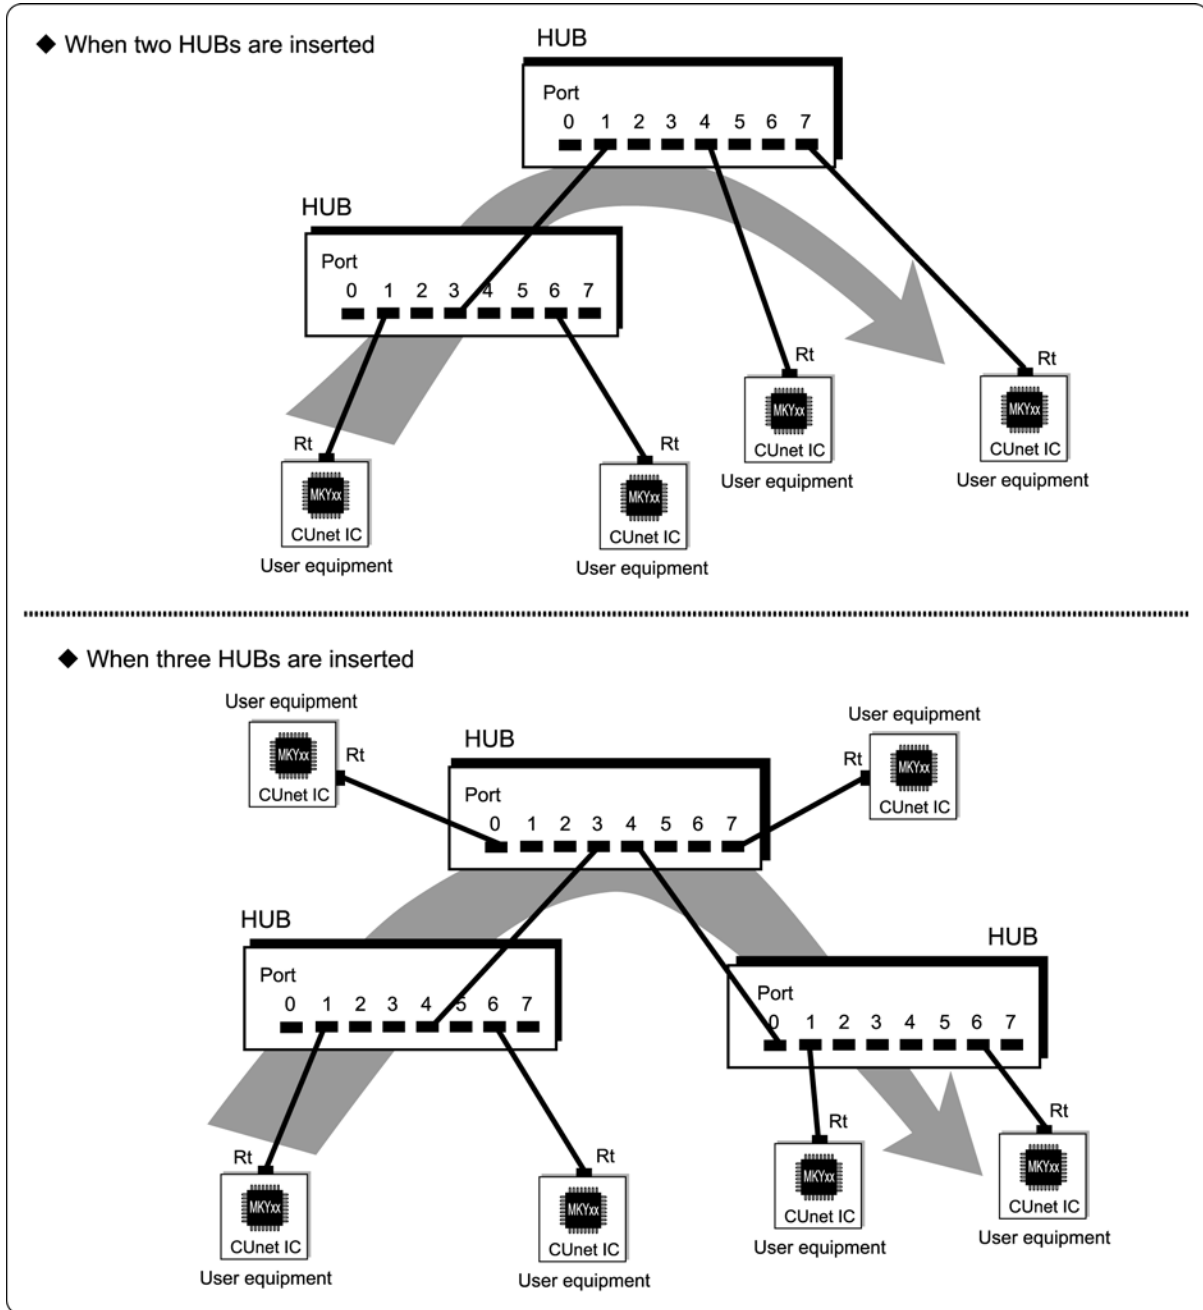 ◆ When two HUBs are inserted
HUB
Port
0 1 2 3 4 5 6 7
HUB
Port
0 1 2 3 4 5 6 7
Rt
MKYxx
CUnet IC
User equipment
Rt
MKYxx
CUnet IC
User equipment
Rt
MKYxx
CUnet IC
User equipment
Rt
MKYxx
CUnet IC
User equipment
◆ When three HUBs are inserted
User equipment
MKYxx
CUnet IC
Rt
HUB
Port
0 1 2 3 4 5 6 7
User equipment
Rt
MKYxx
CUnet IC
HUB
Port
0 1 2 3 4 5 6 7
HUB
Port
0 1 2 3 4 5 6 7
Rt
MKYxx
CUnet IC
User equipment
Rt
MKYxx
CUnet IC
User equipment
Rt
MKYxx
CUnet IC
User equipment
Rt
MKYxx
CUnet IC
User equipment